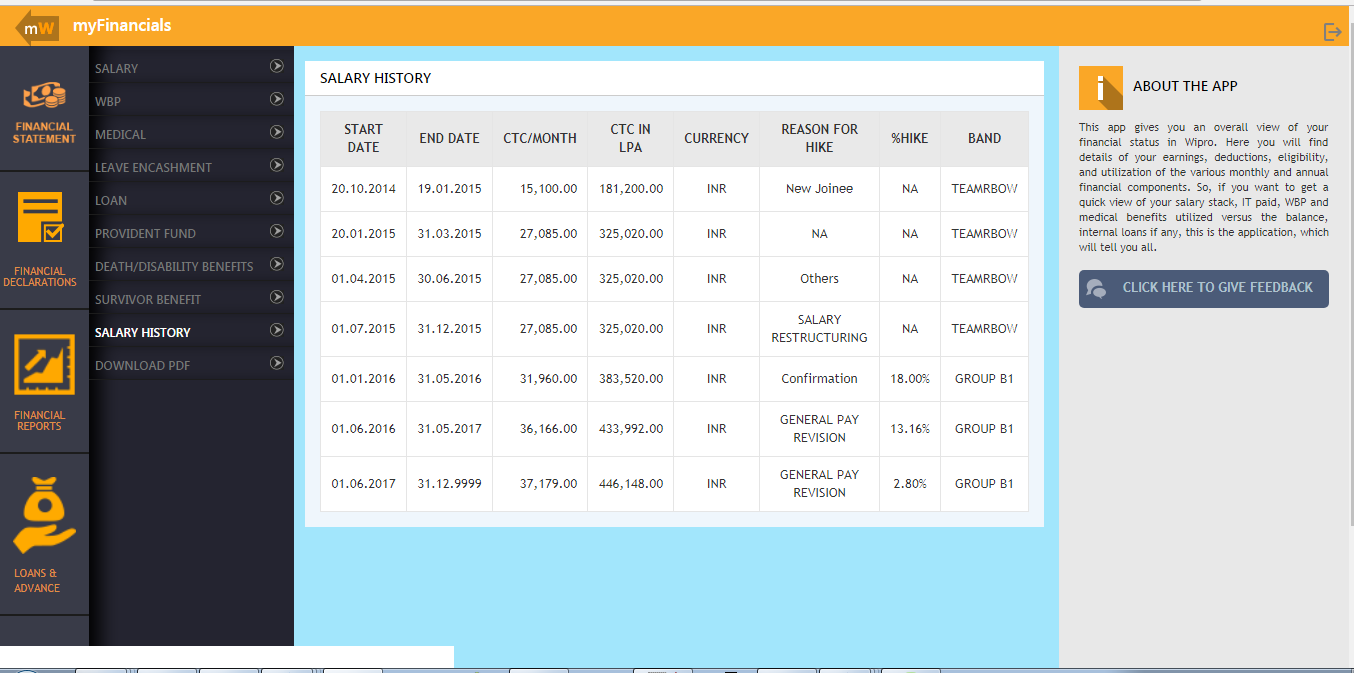 mW myFinancials
FINANCIAL
STATEMENT
FINANCIAL
DECLARATIONS
FINANCIAL
REPORTS
LOANS &
ADVANCE
SALARY
WBP
MEDICAL
LEAVE ENCASHMENT
LOAN
PROVIDENT FUND
DEATH/DISABILITY BENEFITS
SURVIVOR BENEFIT
SALARY HISTORY
DOWNLOAD PDF
SALARY HISTORY
START DATE END DATE CTC/MONTH CTC IN LPA CURRENCY REASON FOR HIKE %HIKE BAND
20.10.2014 19.01.2015 15,100.00 181,200.00 INR New Joinee NA TEAMRBOW
20.01.2015 31.03.2015 27,085.00 325,020.00 INR NA NA TEAMRBOW
01.04.2015 30.06.2015 27,085.00 325,020.00 INR Others NA TEAMRBOW
01.07.2015 31.12.2015 27,085.00 325,020.00 INR SALARY RESTRUCTURING NA TEAMRBOW
01.01.2016 31.05.2016 31,960.00 383,520.00 INR Confirmation 18.00% GROUP B1
01.06.2016 31.05.2017 36,166.00 433,992.00 INR GENERAL PAY REVISION 13.16% GROUP B1
01.06.2017 31.12.9999 37,179.00 446,148.00 INR GENERAL PAY REVISION 2.80% GROUP B1
i ABOUT THE APP
This app gives you an overall view of your
financial status in Wipro. Here you will find
details of your earnings, deductions, eligibility,
and utilization of the various monthly and annual
financial components. So, if you want to get a
quick view of your salary stack, IT paid, WBP and
medical benefits utilized versus the balance,
internal loans if any, this is the application, which
will tell you all.
CLICK HERE TO GIVE FEEDBACK